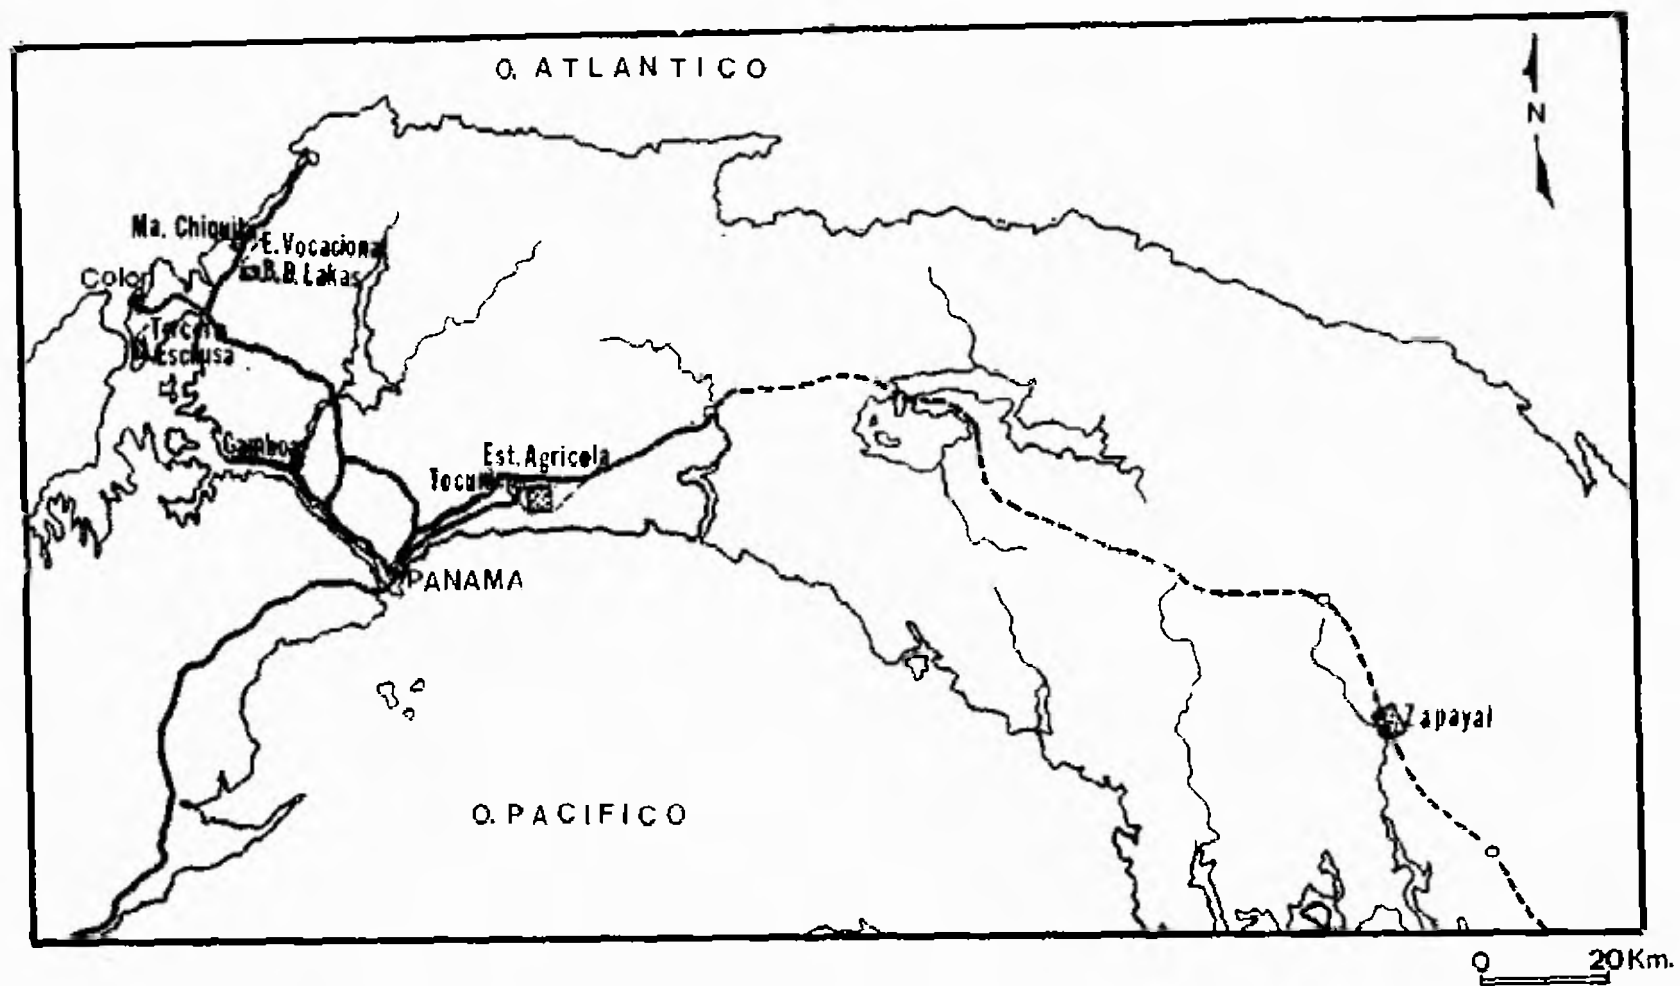 O. ATLANTICO
N
Ma. Chiquita
E. Vocacional
B.B. Lakas
Colon
Tercera
Esclusa
Gamboa
Est. Agricola
Tocumen
PANAMA
Zapayal
O. PACIFICO
0 20 Km.